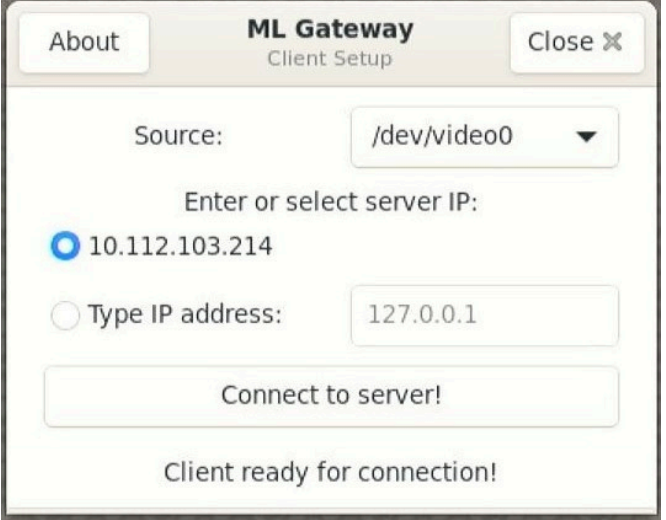 About
ML Gateway
Client Setup
Close
Source: /dev/video0
Enter or select server IP:
10.112.103.214
Type IP address: 127.0.0.1
Connect to server!
Client ready for connection!